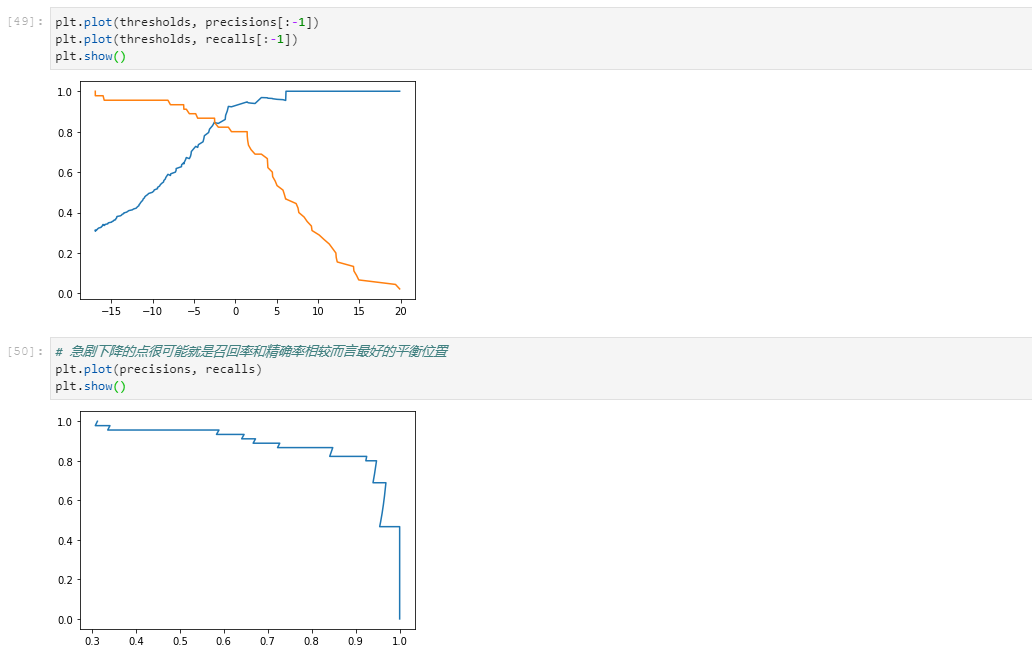 [49]:
plt.plot(thresholds, precisions[:-1])
plt.plot(thresholds, recalls[:-1])
plt.show()
1.0
0.8
0.6
0.4
0.2
0.0
−15 −10 −5 0 5 10 15 20
[50]:
# 急剧下降的点很可能就是召回率和精确率相较而言最好的平衡位置
plt.plot(precisions, recalls)
plt.show()
1.0
0.8
0.6
0.4
0.2
0.0
0.3 0.4 0.5 0.6 0.7 0.8 0.9 1.0